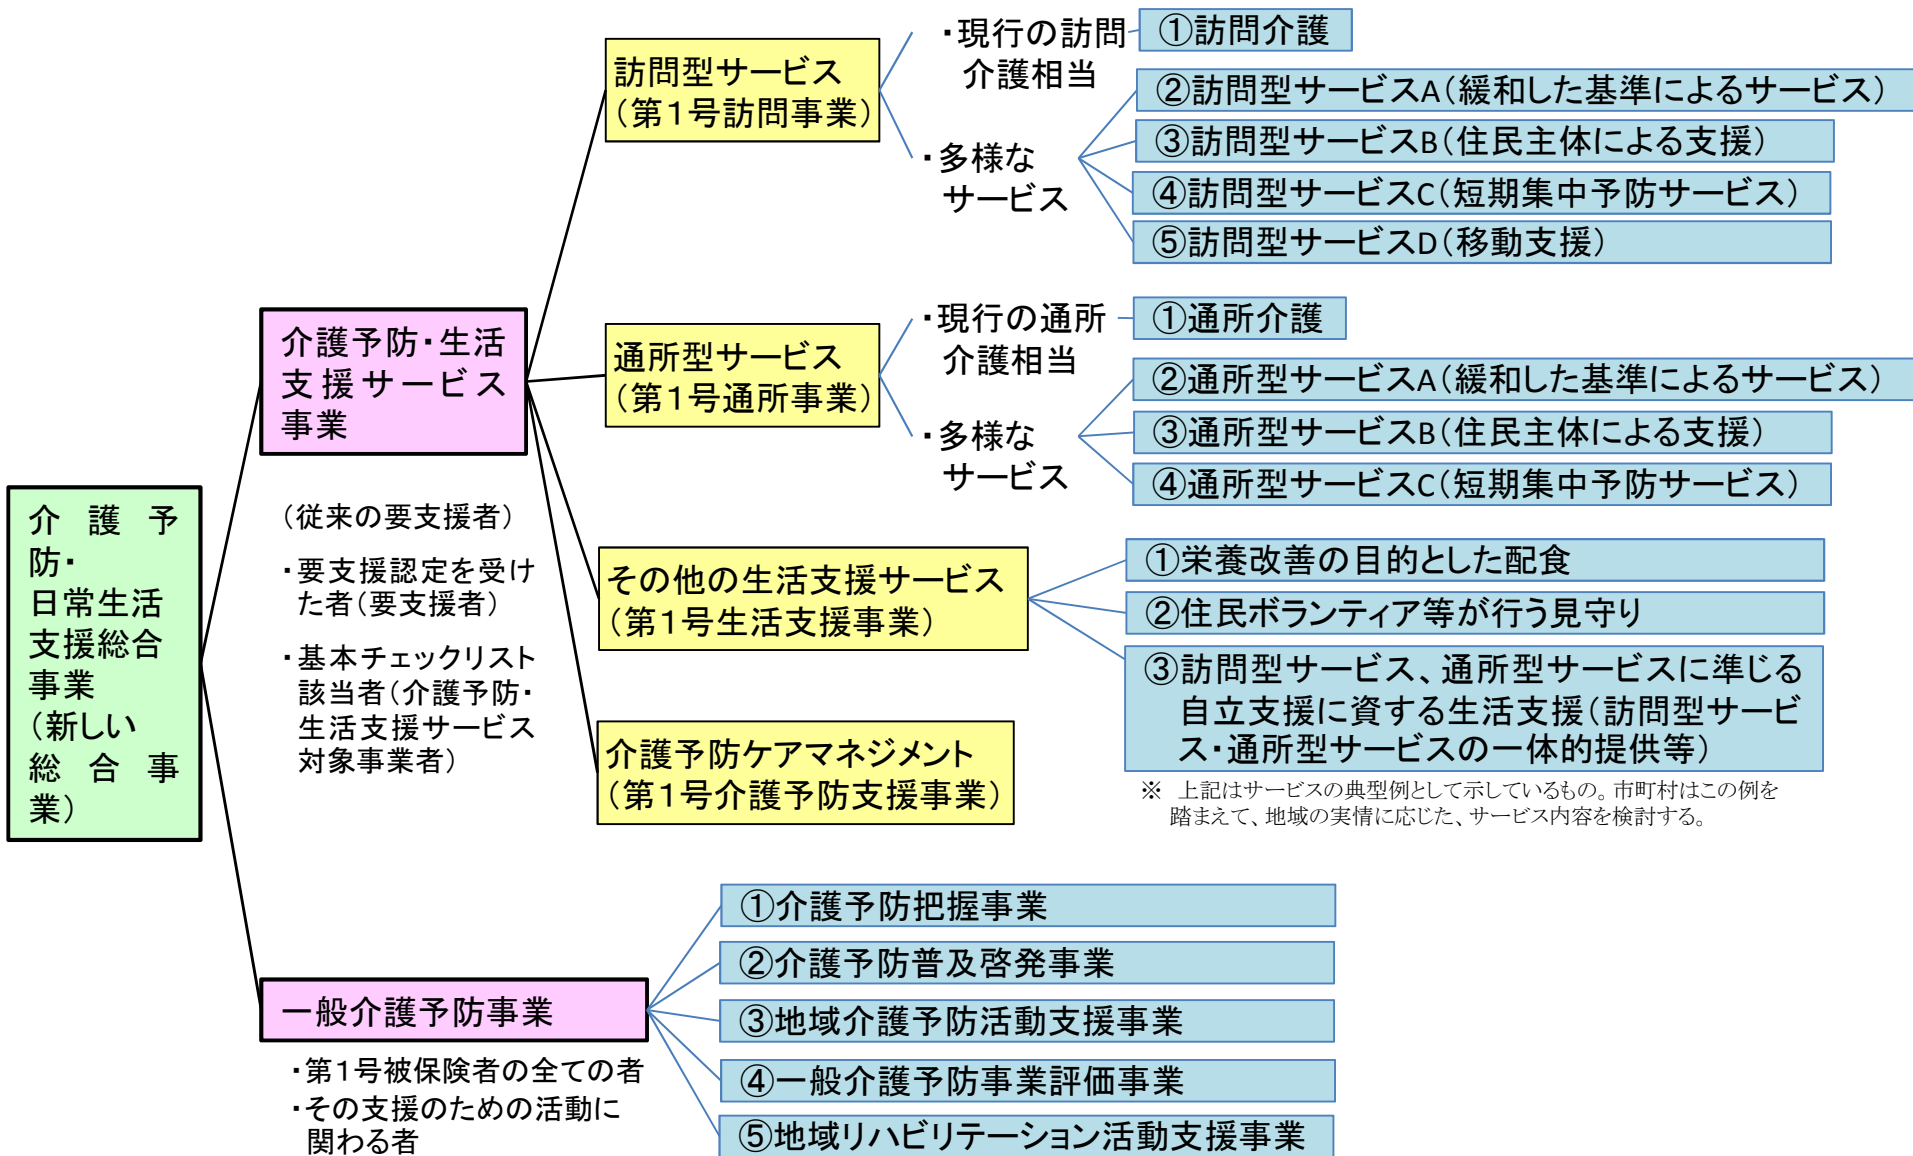 介護予
防・
日常生活
支援総合
事業
（新しい
総合事
業）
介護予防・生活
支援サービス
事業
（従来の要支援者）
・要支援認定を受け
た者（要支援者）
・基本チェックリスト
該当者（介護予防・
生活支援サービス
対象事業者）
訪問型サービス
（第1号訪問事業）
・現行の訪問
介護相当
①訪問介護
・多様な
サービス
②訪問型サービスA（緩和した基準によるサービス）
③訪問型サービスB（住民主体による支援）
④訪問型サービスC（短期集中予防サービス）
⑤訪問型サービスD（移動支援）
通所型サービス
（第1号通所事業）
・現行の通所
介護相当
①通所介護
・多様な
サービス
②通所型サービスA（緩和した基準によるサービス）
③通所型サービスB（住民主体による支援）
④通所型サービスC（短期集中予防サービス）
その他の生活支援サービス
（第1号生活支援事業）
①栄養改善の目的とした配食
②住民ボランティア等が行う見守り
③訪問型サービス、通所型サービスに準じる
自立支援に資する生活支援（訪問型サービ
ス・通所型サービスの一体的提供等）
介護予防ケアマネジメント
（第1号介護予防支援事業）
※　上記はサービスの典型例として示しているもの。市町村はこの例を
踏まえて、地域の実情に応じた、サービス内容を検討する。
一般介護予防事業
・第1号被保険者の全ての者
・その支援のための活動に
関わる者
①介護予防把握事業
②介護予防普及啓発事業
③地域介護予防活動支援事業
④一般介護予防事業評価事業
⑤地域リハビリテーション活動支援事業